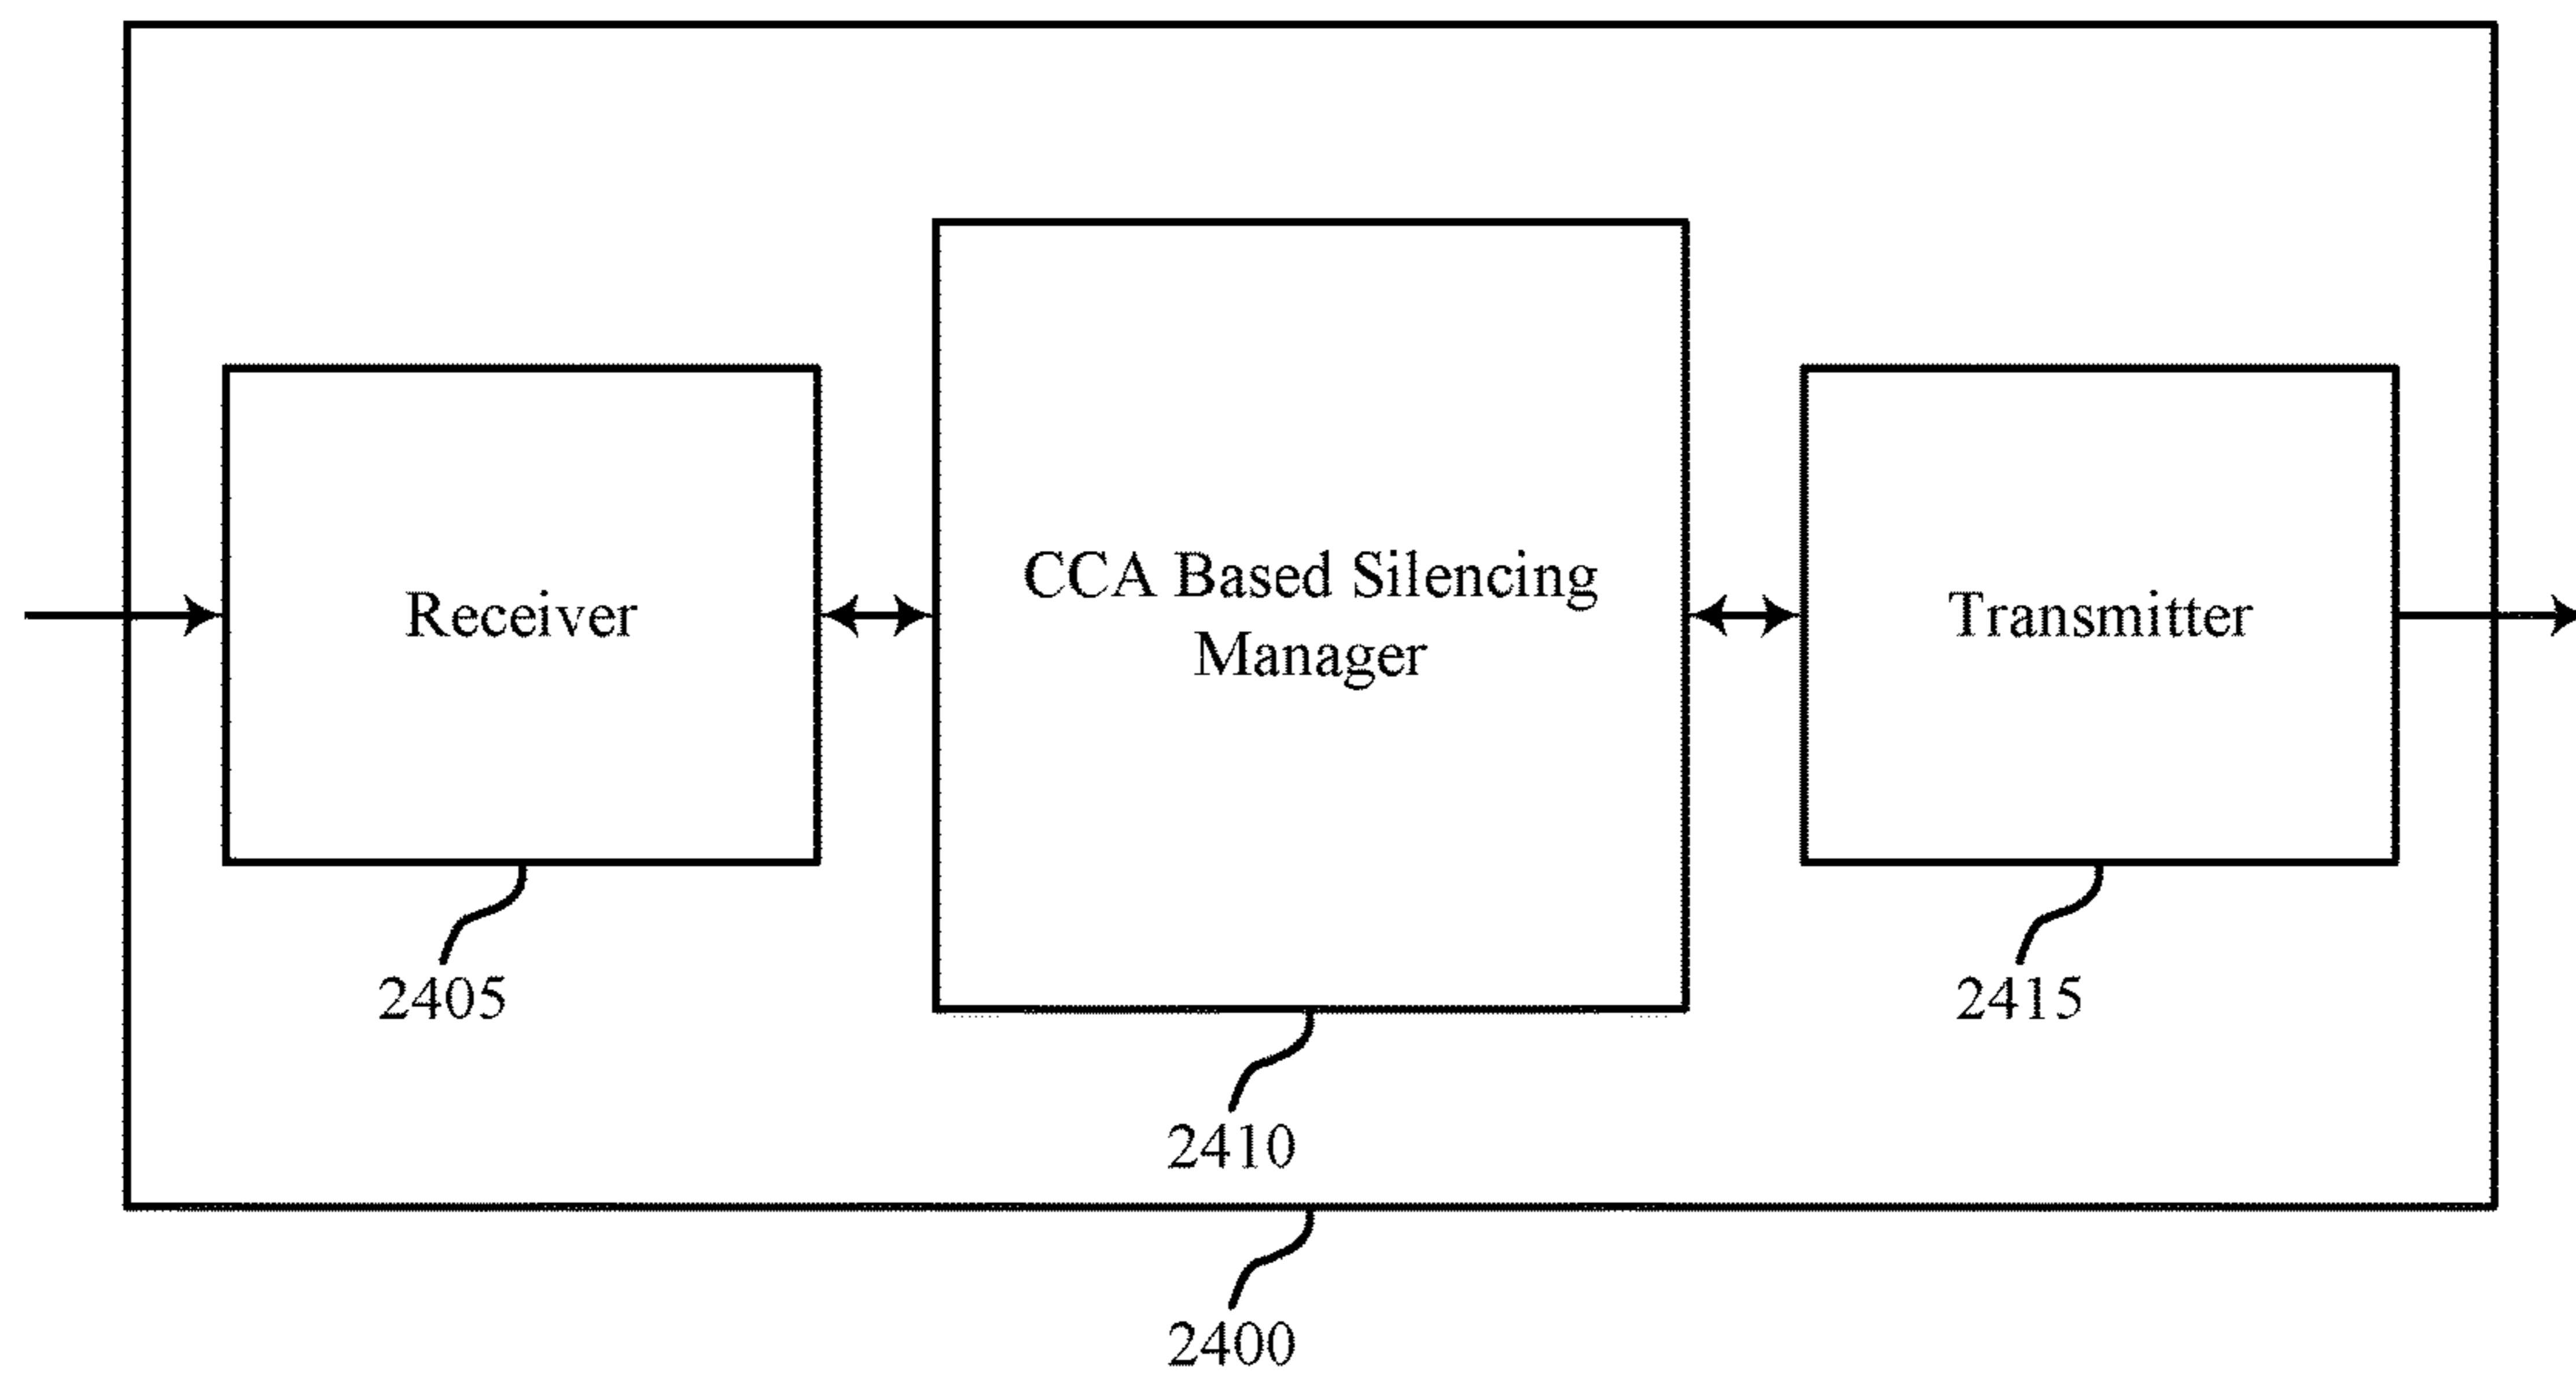 Receiver
CCA Based Silencing
Manager
Transmitter
2405
2415
2410
2400